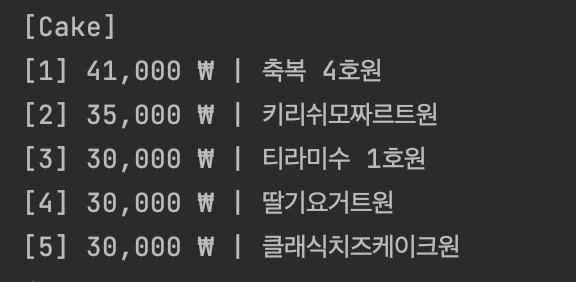 [Cake]
[1] 41,000 ₩ | 축복 4호원
[2] 35,000 ₩ | 키리쉬모짜르트원
[3] 30,000 ₩ | 티라미수 1호원
[4] 30,000 ₩ | 딸기요거트원
[5] 30,000 ₩ | 클래식치즈케이크원